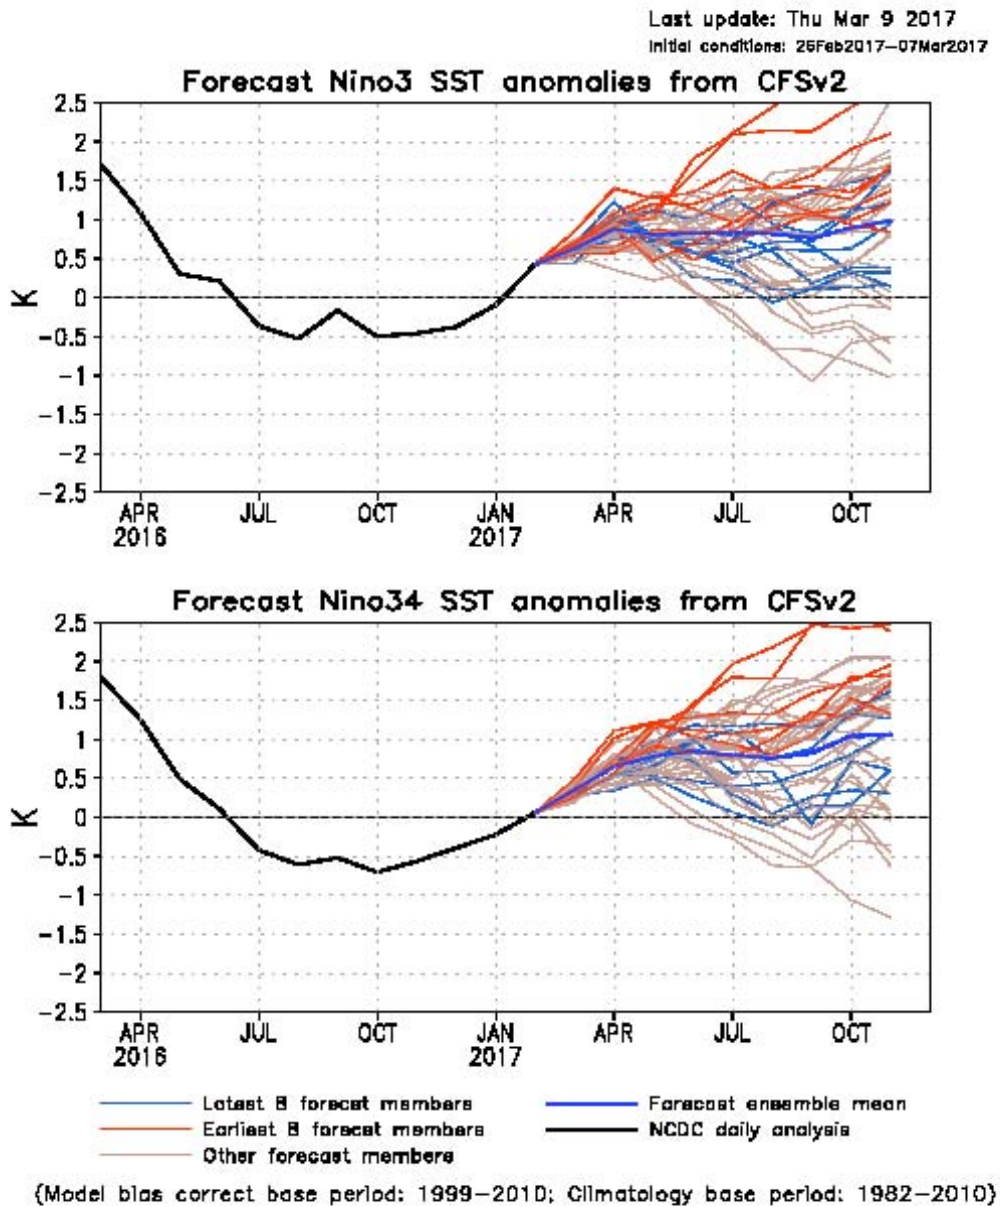 Last update: Thu Mar 9 2017
Initial conditions: 26Feb2017–07Mar2017
Forecast Nino3 SST anomalies from CFSv2
2.5
2
1.5
1
0.5
0
−0.5
−1
−1.5
−2
−2.5
K
APR JUL OCT JAN APR JUL OCT
2016 2017
Forecast Nino34 SST anomalies from CFSv2
2.5
2
1.5
1
0.5
0
−0.5
−1
−1.5
−2
−2.5
K
APR JUL OCT JAN APR JUL OCT
2016 2017
Latest 8 forecast members
Forecast ensemble mean
Earliest 8 forecast members
NCDC daily analysis
Other forecast members
(Model bias correct base period: 1999–2010; Climatology base period: 1982–2010)